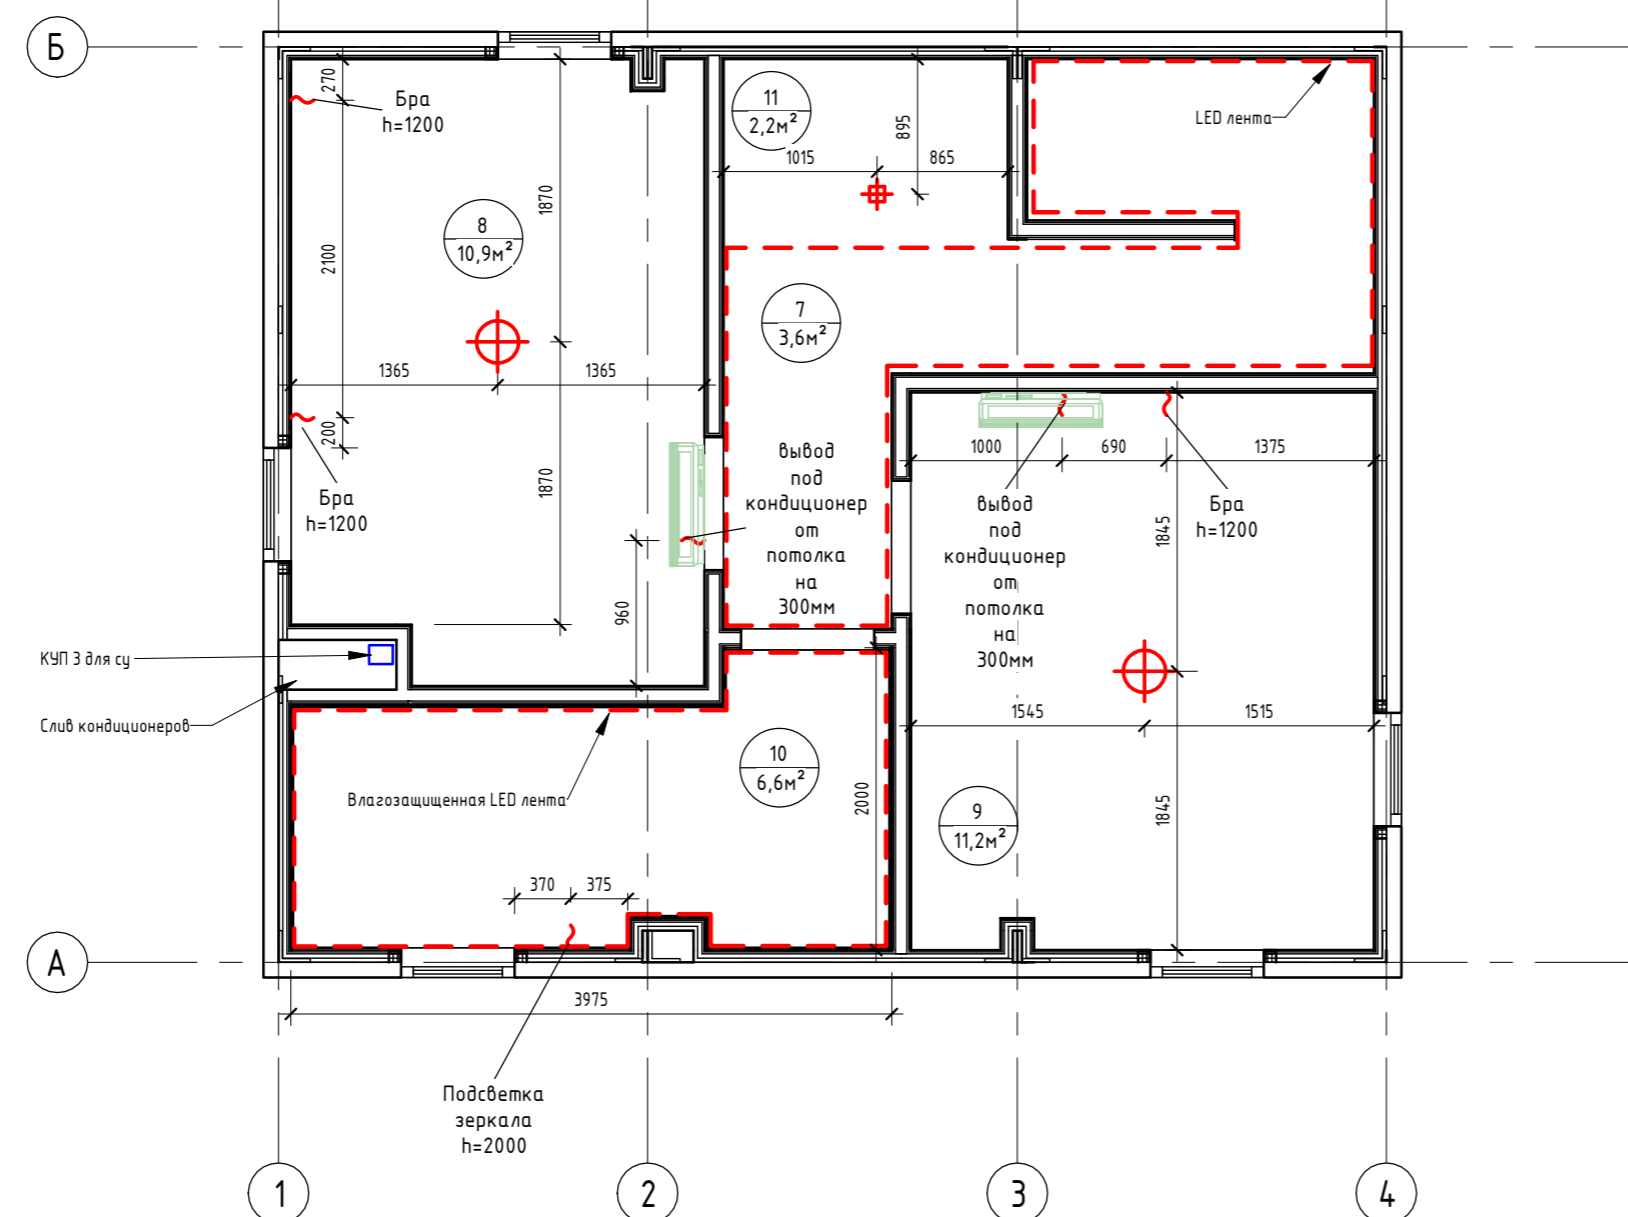 Б
270
Бра
h=1200
11
2,2м²
895
1015
865
LED лента
8
10,9м²
1870
2100
7
3,6м²
1365
1365
200
1870
Бра
h=1200
вывод
под
кондиционер
от
потолка
на
300мм
1000
690
1375
вывод
под
кондиционер
от
потолка
на
300мм
Бра
h=1200
1845
960
КУП 3 для су
Слив кондиционеров
1545
1515
10
6,6м²
Влагозащищенная LED лента
2000
9
11,2м²
1845
370
375
А
3975
Подсветка
зеркала
h=2000
1
2
3
4